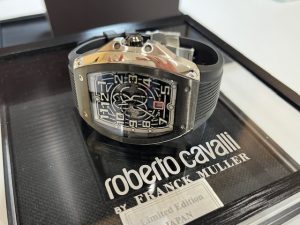 roberto cavalli
BY FRANCK MULLER
Limited Edition
JAPAN